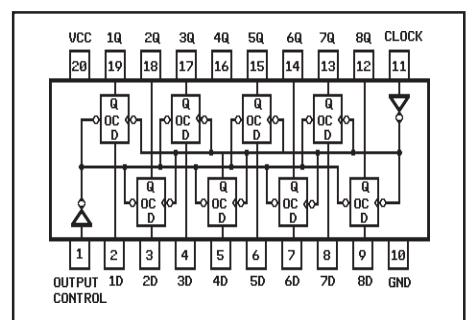 VCC 1Q 2Q 3Q 4Q 5Q 6Q 7Q 8Q CLOCK
20 19 18 17 16 15 14 13 12 11
Q Q Q Q
OC OC OC OC
D D D D
Q Q Q Q
OC OC OC OC
D D D D
1 2 3 4 5 6 7 8 9 10
OUTPUT 1D 2D 3D 4D 5D 6D 7D 8D GND
CONTROL